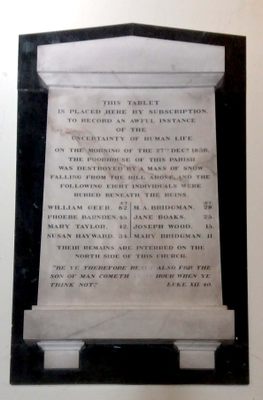 THIS TABLET
IS PLACED HERE BY SUBSCRIPTION
TO RECORD AN AWFUL INSTANCE
OF THE
UNCERTAINTY OF HUMAN LIFE
ON THE MORNING OF THE 27TH DECR 1836,
THE POORHOUSE OF THIS PARISH
WAS DESTROYED BY A MASS OF SNOW
FALLING FROM THE HILL ABOVE, AND THE
FOLLOWING EIGHT INDIVIDUALS WERE
BURIED BENEATH THE RUINS.
WILLIAM GEER. M.A. BRIDGMAN.
PHOEBE BARNDEN. 45 JANE BOAKS. 25.
MARY TAYLOR. 42. JOSEPH WOOD. 15.
SUSAN HAYWARD. 34 MARY BRIDGMAN. 11
THEIR REMAINS ARE INTERRED ON THE
NORTH SIDE OF THIS CHURCH.
"BE YE THEREFORE ALSO FOR THE
SON OF MAN COMETH HOUR WHEN YE
THINK NOT." LUKE. XII. 40.